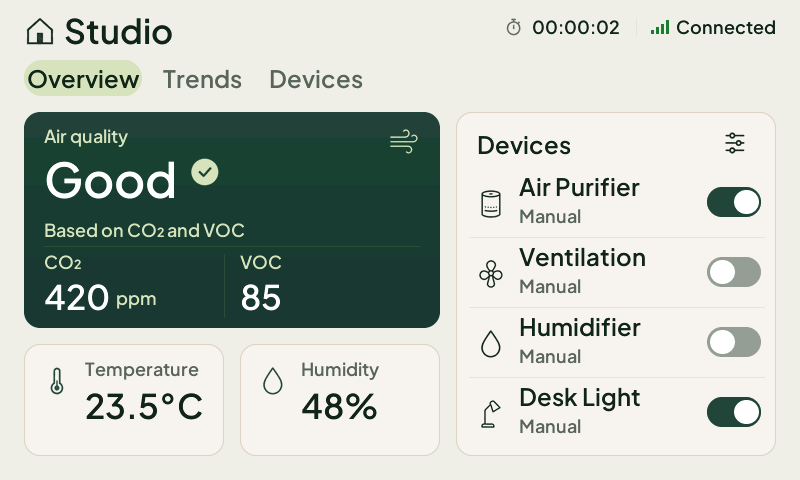 Studio
00:00:02
Connected
Overview Trends Devices
Air quality
Good
Based on CO₂ and VOC
CO₂
420 ppm
VOC
85
Temperature
23.5°C
Humidity
48%
Devices
Air Purifier
Manual
Ventilation
Manual
Humidifier
Manual
Desk Light
Manual